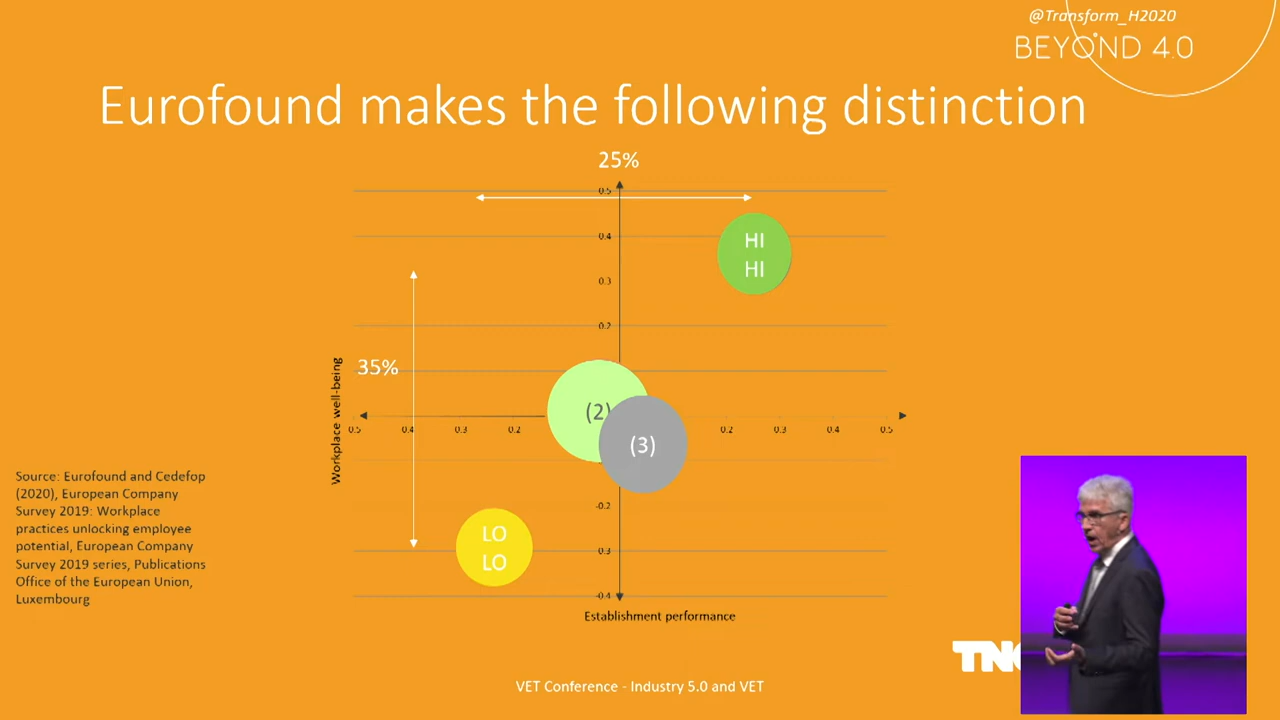 @Transform_H2020
BEYOND 4.0
Eurofound makes the following distinction
25%
0.5
0.4
0.3
0.2
HI
HI
35%
(2)
(3)
0.5 0.4 0.3 0.2 0.2 0.3 0.4 0.5
Workplace well-being
-0.2
0.3
-0.4
LO
LO
Establishment performance
Source: Eurofound and Cedefop
(2020), European Company
Survey 2019: Workplace
practices unlocking employee
potential, European Company
Survey 2019 series, Publications
Office of the European Union,
Luxembourg
TN
VET Conference - Industry 5.0 and VET